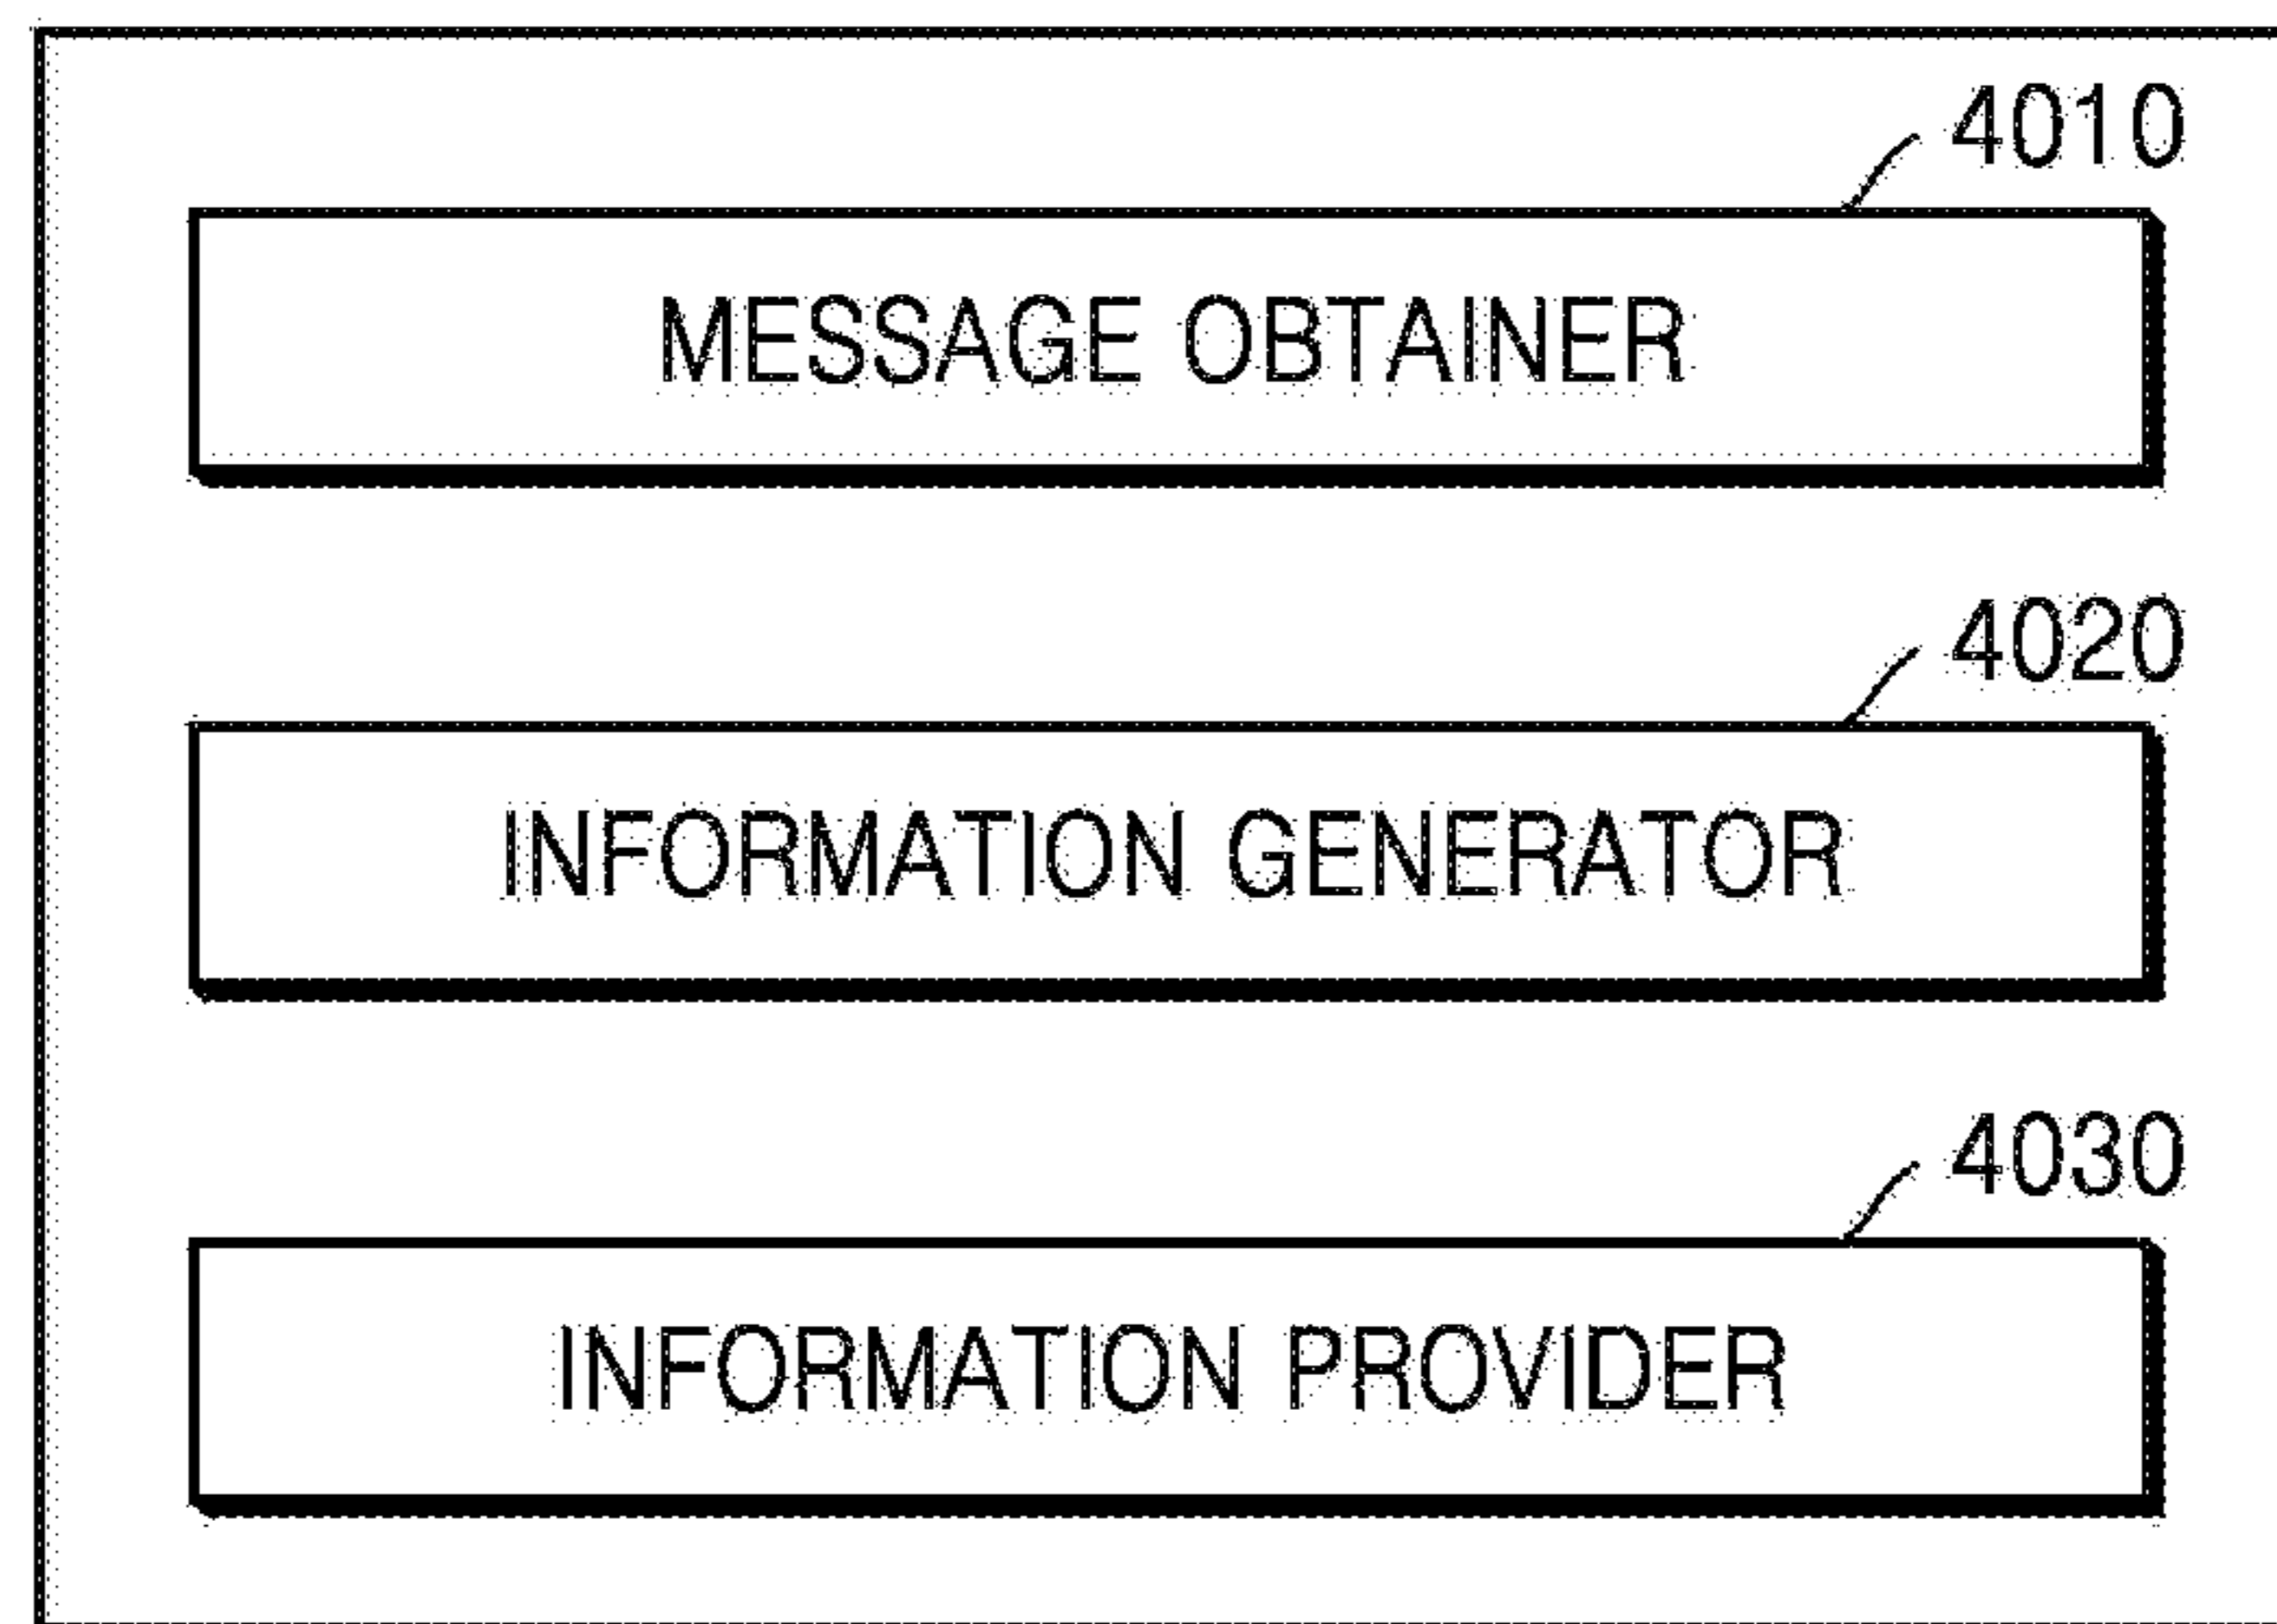 4010
MESSAGE OBTAINER
4020
INFORMATION GENERATOR
4030
INFORMATION PROVIDER